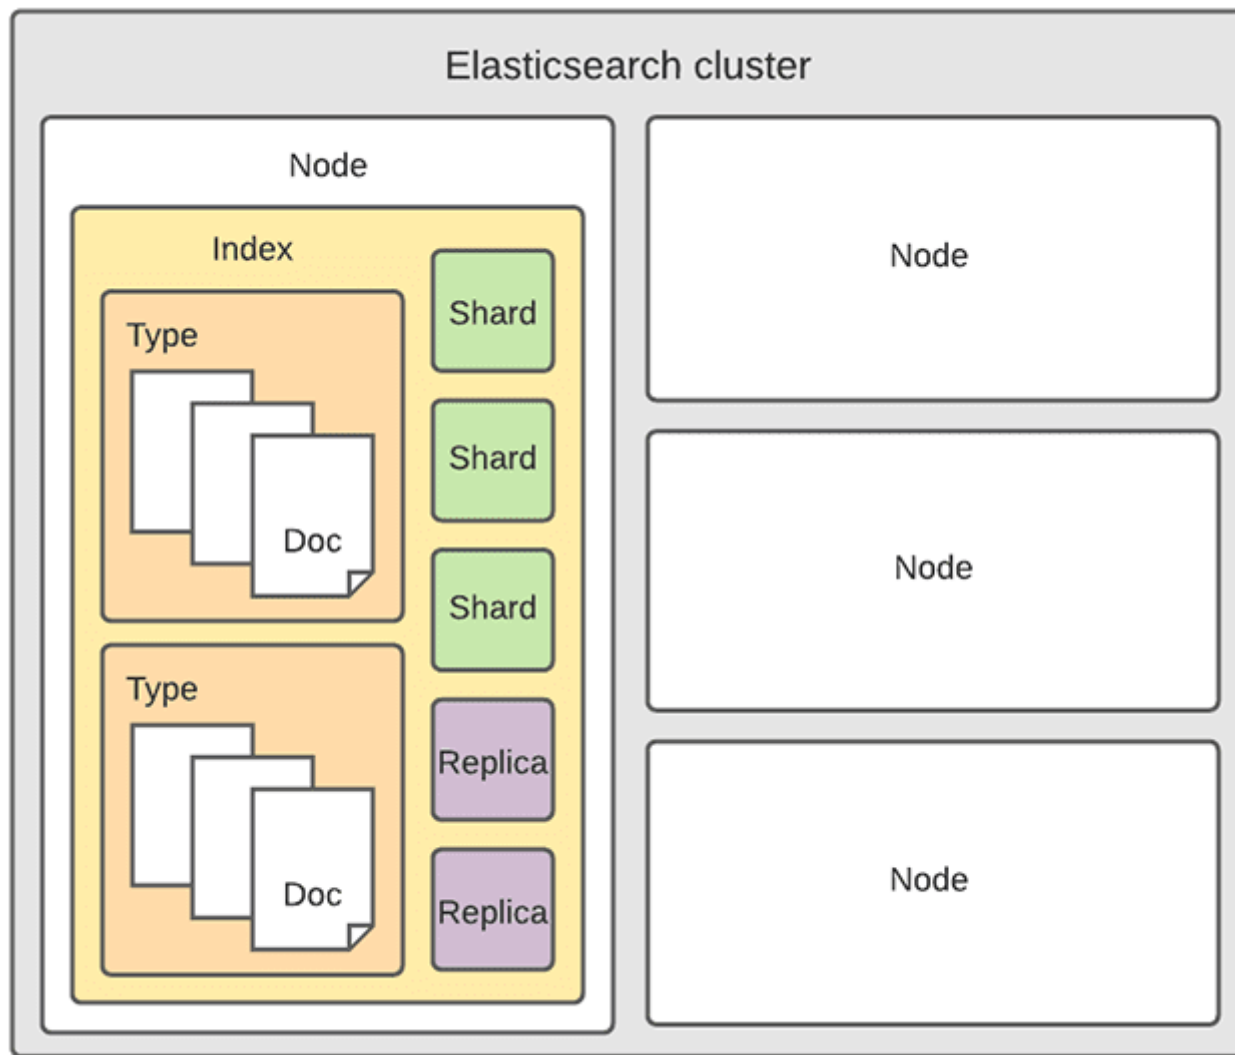 Elasticsearch cluster
Node
Index
Type
Doc
Type
Doc
Shard
Shard
Shard
Replica
Replica
Node
Node
Node